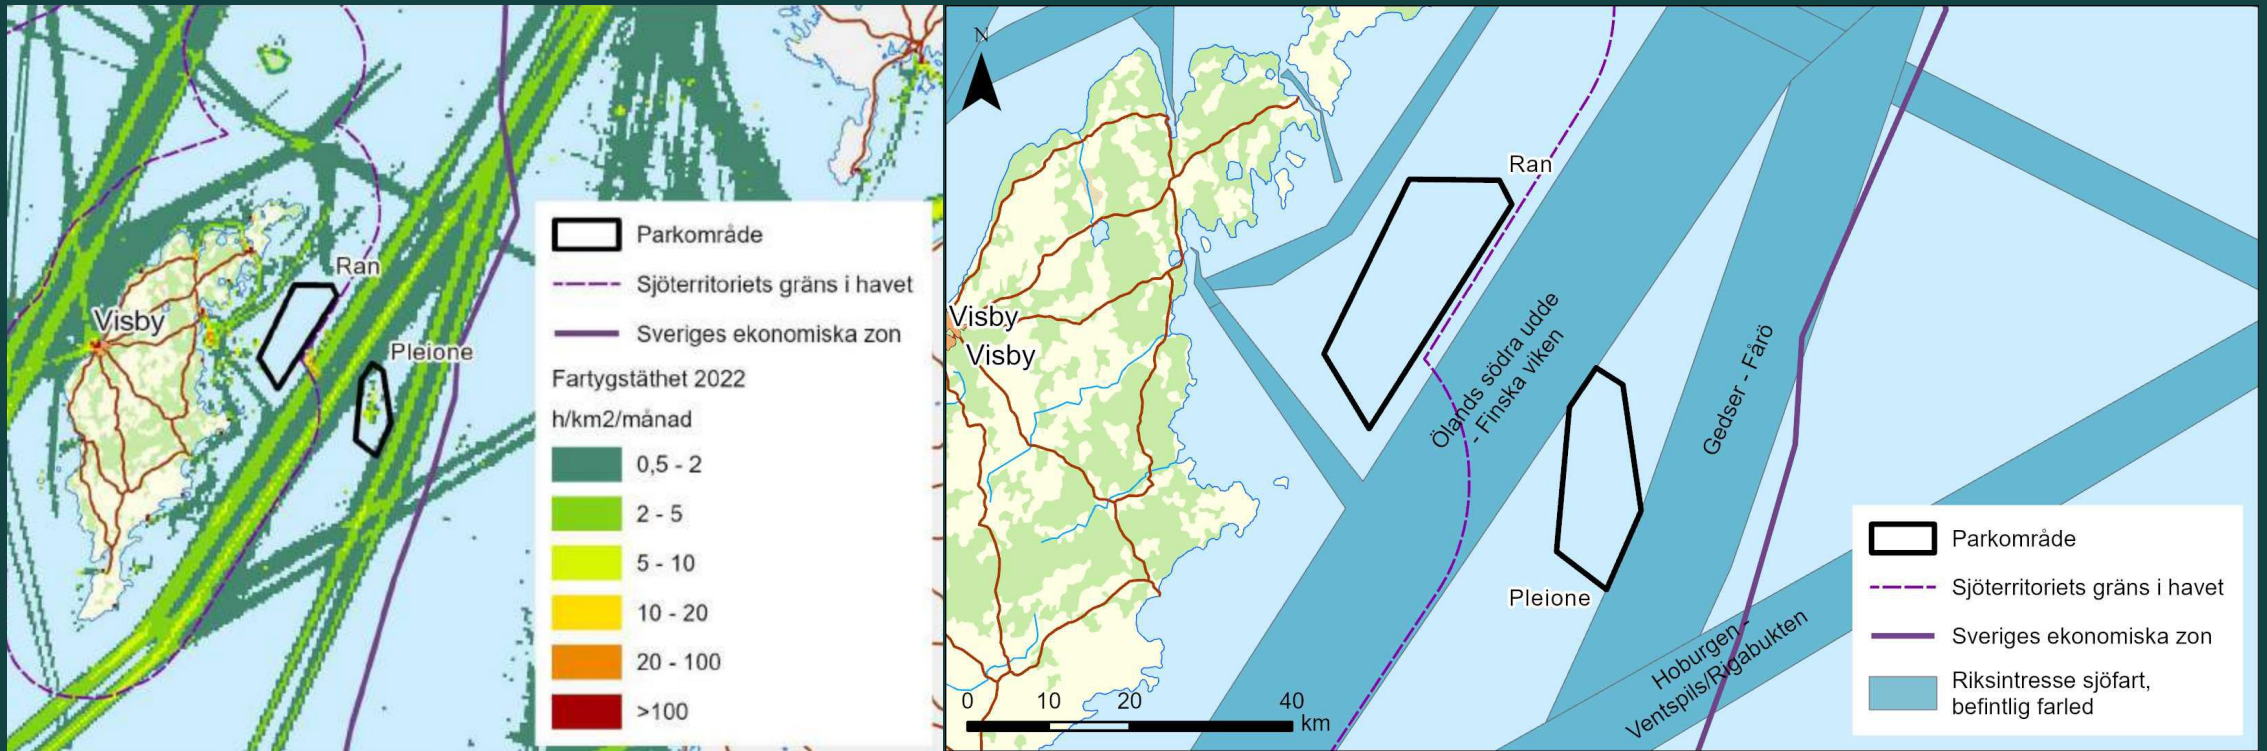 Visby
Ran
Pleione
Parkområde
Sjöterritoriets gräns i havet
Sveriges ekonomiska zon
Fartygstäthet 2022
h/km2/månad
0,5 - 2
2 - 5
5 - 10
10 - 20
20 - 100
>100
N
Ran
Visby
Visby
Ölands södra udde
- Finska viken
Gedser - Fårö
Pleione
Hoburgen -
Ventspils/Rigabukten
0 10 20 40
km
Parkområde
Sjöterritoriets gräns i havet
Sveriges ekonomiska zon
Riksintresse sjöfart,
befintlig farled